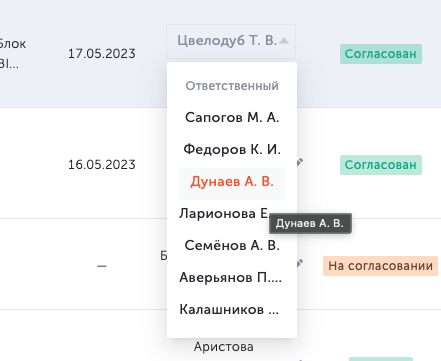 Блок
BI...
17.05.2023
Цвелодуб Т. В.
Согласован
Ответственный
Сапогов М. А.
Федоров К. И.
16.05.2023
Согласован
Дунаев А. В.
Ларионова Е.
Дунаев А. В.
Семёнов А. В.
—
Б
На согласовании
Аверьянов П....
Калашников ...
Аристова